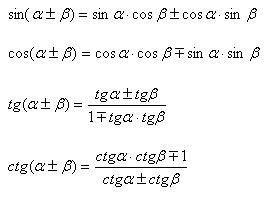 sin(α ± β) = sin α · cos β ± cos α · sin β
cos(α ± β) = cos α · cos β ∓ sin α · sin β
tg(α ± β) = (tgα ± tgβ) / (1 ∓ tgα · tgβ)
ctg(α ± β) = (ctgα · ctgβ ∓ 1) / (ctgα ± ctgβ)